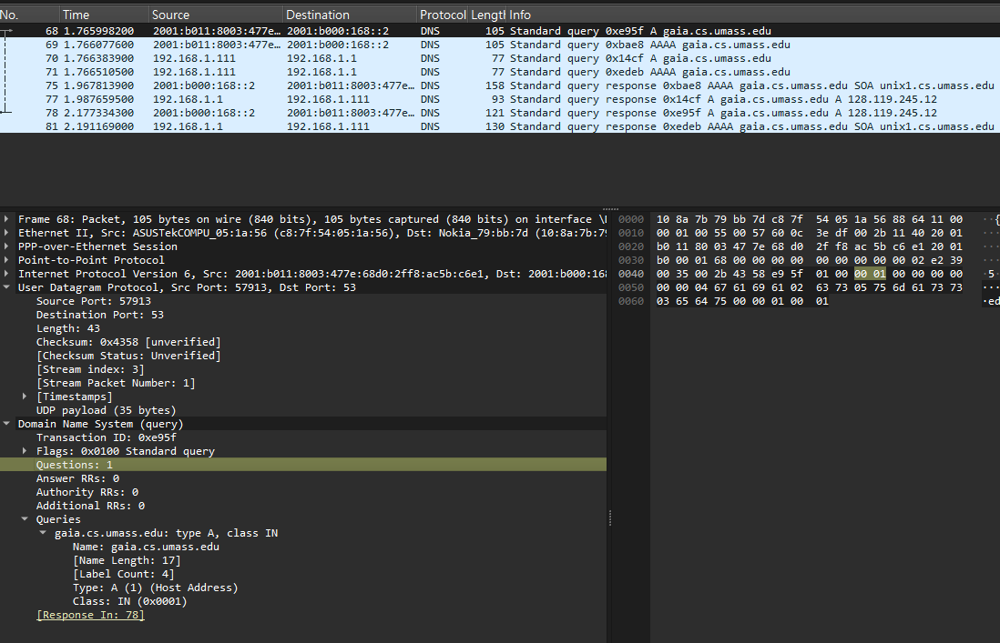 No. Time Source Destination Protocol Lengtł Info
68 1.765998200 2001:b011:8003:477e… 2001:b000:168::2 DNS 105 Standard query 0xe95f A gaia.cs.umass.edu
69 1.766077600 2001:b011:8003:477e… 2001:b000:168::2 DNS 105 Standard query 0xbae8 AAAA gaia.cs.umass.edu
70 1.766383900 192.168.1.111 192.168.1.1 DNS 77 Standard query 0x14cf A gaia.cs.umass.edu
71 1.766510500 192.168.1.111 192.168.1.1 DNS 77 Standard query 0xedeb AAAA gaia.cs.umass.edu
75 1.967813900 2001:b000:168::2 2001:b011:8003:477e… DNS 158 Standard query response 0xbae8 AAAA gaia.cs.umass.edu SOA unix1.cs.umass.edu
77 1.987659500 192.168.1.1 192.168.1.111 DNS 93 Standard query response 0x14cf A gaia.cs.umass.edu A 128.119.245.12
78 2.177334300 2001:b000:168::2 2001:b011:8003:477e… DNS 121 Standard query response 0xe95f A gaia.cs.umass.edu A 128.119.245.12
81 2.191169000 192.168.1.1 192.168.1.111 DNS 130 Standard query response 0xedeb AAAA gaia.cs.umass.edu SOA unix1.cs.umass.edu
Frame 68: Packet, 105 bytes on wire (840 bits), 105 bytes captured (840 bits) on interface \
Ethernet II, Src: ASUSTekCOMPU_05:1a:56 (c8:7f:54:05:1a:56), Dst: Nokia_79:bb:7d (10:8a:7b:79
PPP-over-Ethernet Session
Point-to-Point Protocol
Internet Protocol Version 6, Src: 2001:b011:8003:477e:68d0:2ff8:ac5b:c6e1, Dst: 2001:b000:168
User Datagram Protocol, Src Port: 57913, Dst Port: 53
Source Port: 57913
Destination Port: 53
Length: 43
Checksum: 0x4358 [unverified]
[Checksum Status: Unverified]
[Stream index: 3]
[Stream Packet Number: 1]
[Timestamps]
UDP payload (35 bytes)
Domain Name System (query)
Transaction ID: 0xe95f
Flags: 0x0100 Standard query
Questions: 1
Answer RRs: 0
Authority RRs: 0
Additional RRs: 0
Queries
gaia.cs.umass.edu: type A, class IN
Name: gaia.cs.umass.edu
[Name Length: 17]
[Label Count: 4]
Type: A (1) (Host Address)
Class: IN (0x0001)
[Response In: 78]
0000 10 8a 7b 79 bb 7d c8 7f 54 05 1a 56 88 64 11 00 ··{
0010 00 01 00 55 00 57 60 0c 3e df 00 2b 11 40 20 01 ···
0020 b0 11 80 03 47 7e 68 d0 2f f8 ac 5b c6 e1 20 01 ···
0030 b0 00 01 68 00 00 00 00 00 00 00 00 00 02 e2 39 ···
0040 00 35 00 2b 43 58 e9 5f 01 00 00 01 00 00 00 00 ·5·
0050 00 00 04 67 61 69 61 02 63 73 05 75 6d 61 73 73 ···
0060 03 65 64 75 00 00 01 00 01 ·ed